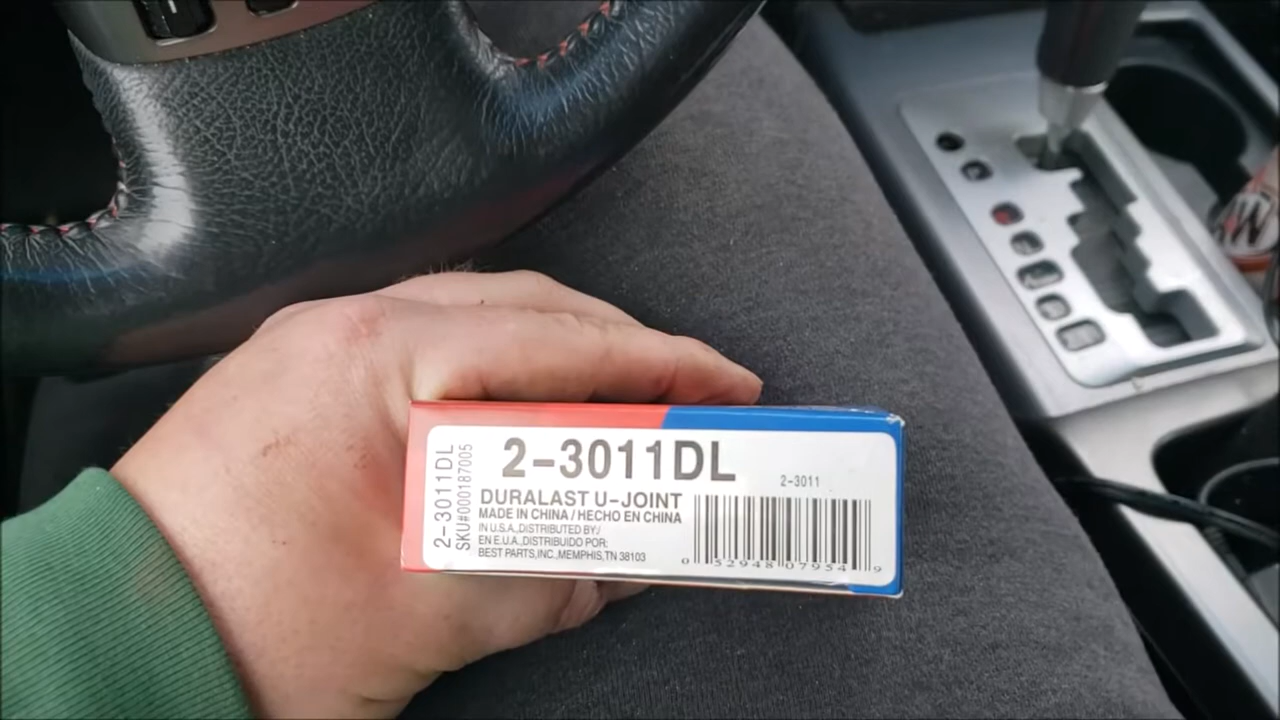 2-3011DL
SKU#000187005
2-3011DL
2-3011
DURALAST U-JOINT
MADE IN CHINA / HECHO EN CHINA
IN U.S.A.,DISTRIBUTED BY/
EN E.U.A.,DISTRIBUIDO POR:
BEST PARTS,INC.,MEMPHIS,TN 38103
0 52948 07954 9